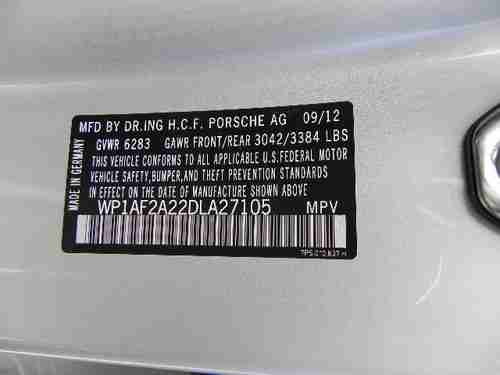 MFD BY DR.ING H.C.F. PORSCHE AG 09/12
GVWR 6283 GAWR FRONT/REAR 3042/3384 LBS
THIS VEHICLE CONFORMS TO ALL APPLICABLE U.S.FEDERAL MOTOR
VEHICLE SAFETY,BUMPER,AND THEFT PREVENTION STANDARDS IN
EFFECT ON THE DATE OF MANUFACTURE SHOWN ABOVE.
WP1AF2A22DLA27105 MPV
MADE IN GERMANY